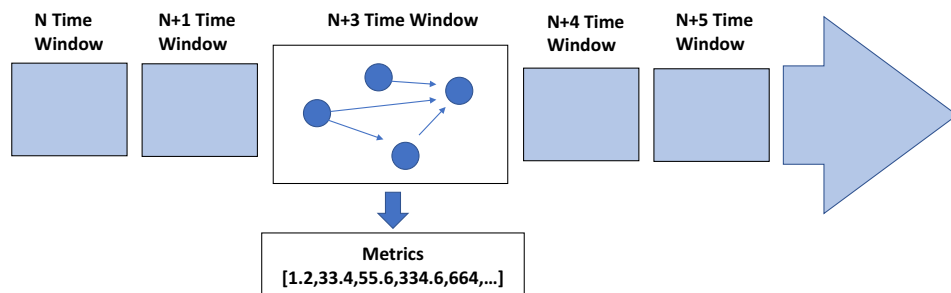 N Time
Window
N+1 Time
Window
N+3 Time Window
N+4 Time
Window
N+5 Time
Window
Metrics
[1.2,33.4,55.6,334.6,664,...]